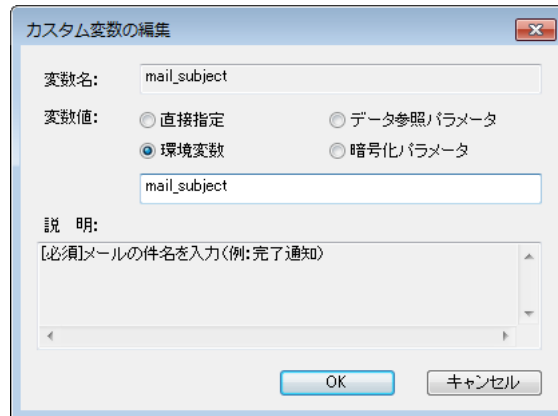 カスタム変数の編集
変数名: mail_subject
変数値: 直接指定 データ参照パラメータ
環境変数 暗号化パラメータ
mail_subject
説 明:
[必須]メールの件名を入力(例:完了通知)
OK キャンセル